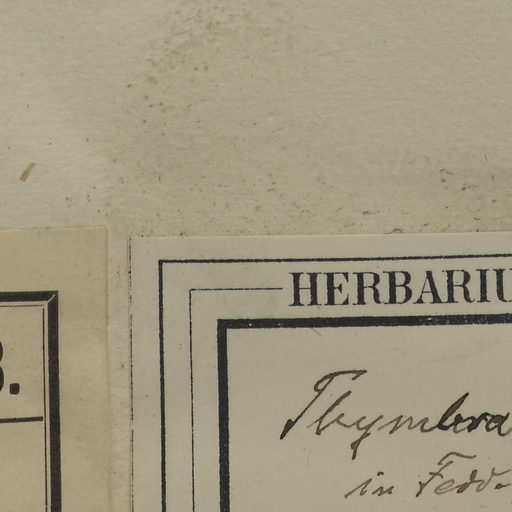 HERBARIU
Thymbra
in Fedd.